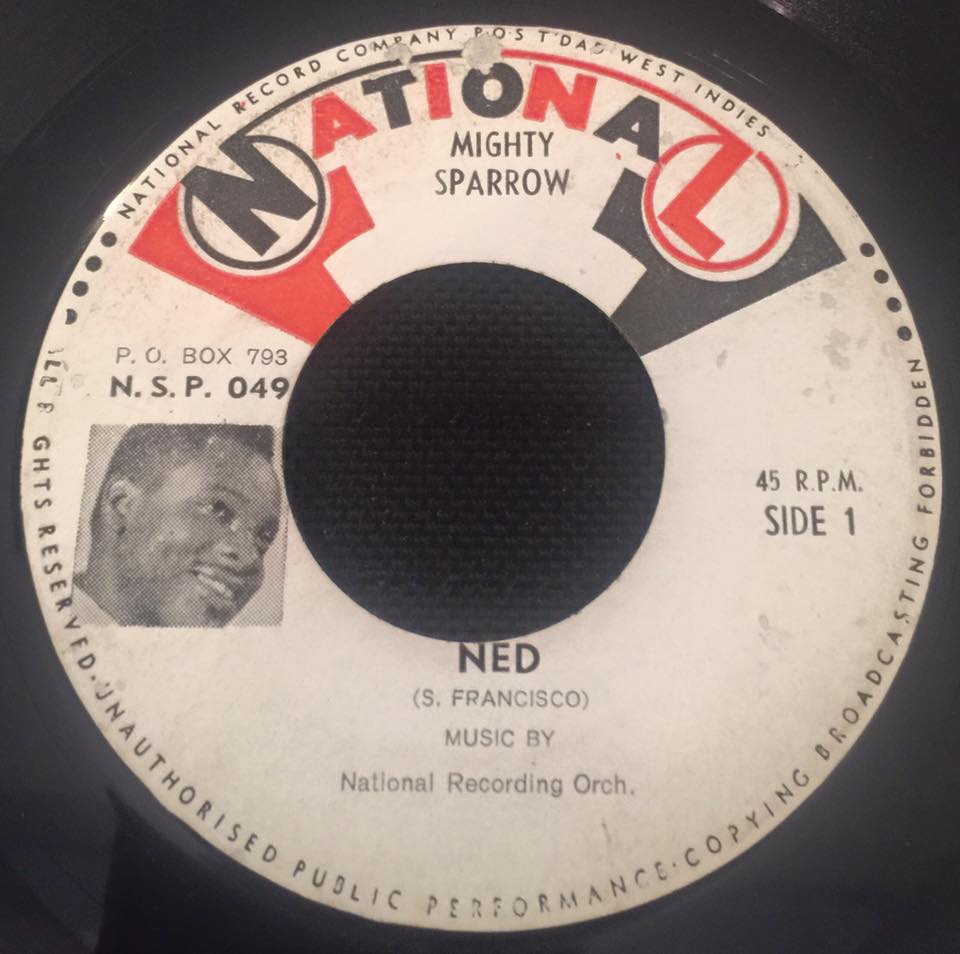 NATIONAL RECORD COMPANY P.O.S T'DAD WEST INDIES
NATIONAL
MIGHTY
SPARROW
P. O. BOX 793
N. S. P. 049
45 R.P.M.
SIDE 1
NED
(S. FRANCISCO)
MUSIC BY
National Recording Orch.
GHTS RESERVED. UNAUTHORISED PUBLIC PERFORMANCE. COPYING BROADCASTING FORBIDDEN